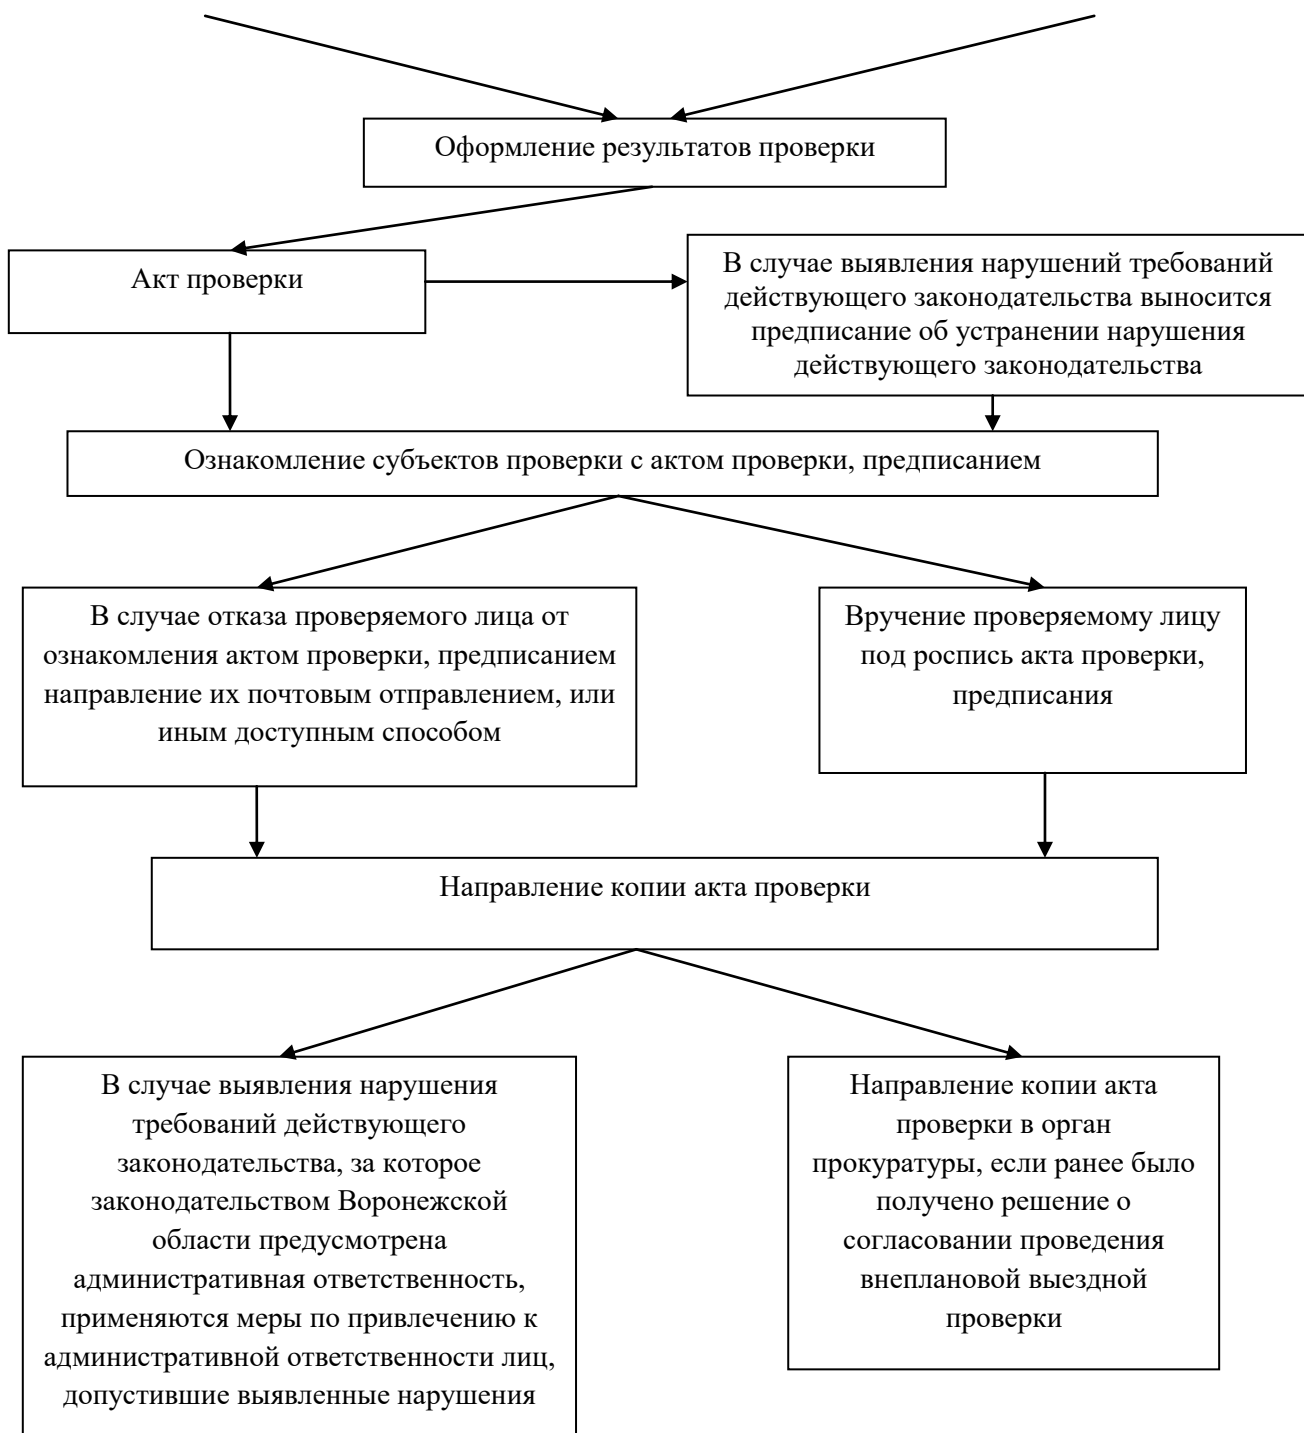 Оформление результатов проверки
Акт проверки
В случае выявления нарушений требований
действующего законодательства выносится
предписание об устранении нарушения
действующего законодательства
Ознакомление субъектов проверки с актом проверки, предписанием
В случае отказа проверяемого лица от
ознакомления актом проверки, предписанием
направление их почтовым отправлением, или
иным доступным способом
Вручение проверяемому лицу
под роспись акта проверки,
предписания
Направление копии акта проверки
В случае выявления нарушения
требований действующего
законодательства, за которое
законодательством Воронежской
области предусмотрена
административная ответственность,
применяются меры по привлечению к
административной ответственности лиц,
допустившие выявленные нарушения
Направление копии акта
проверки в орган
прокуратуры, если ранее было
получено решение о
согласовании проведения
внеплановой выездной
проверки